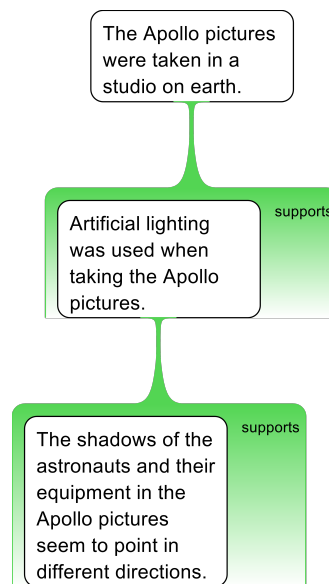 The Apollo pictures
were taken in a
studio on earth.
supports
Artificial lighting
was used when
taking the Apollo
pictures.
supports
The shadows of the
astronauts and their
equipment in the
Apollo pictures
seem to point in
different directions.